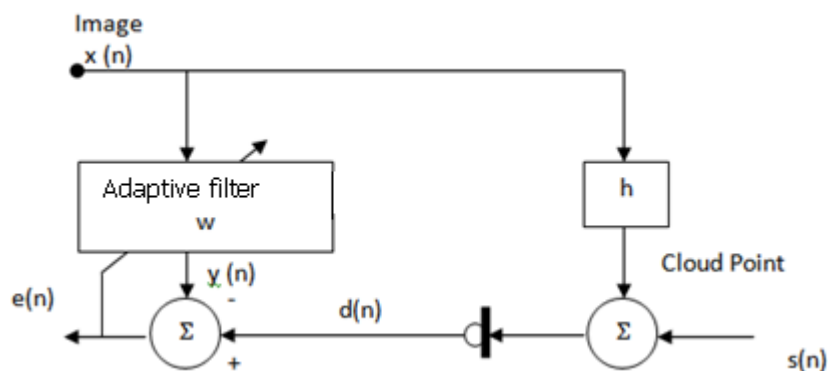 Image
x (n)
Adaptive filter
w
h
y (n)
Cloud Point
-
e(n)
d(n)
Σ
Σ
+
s(n)